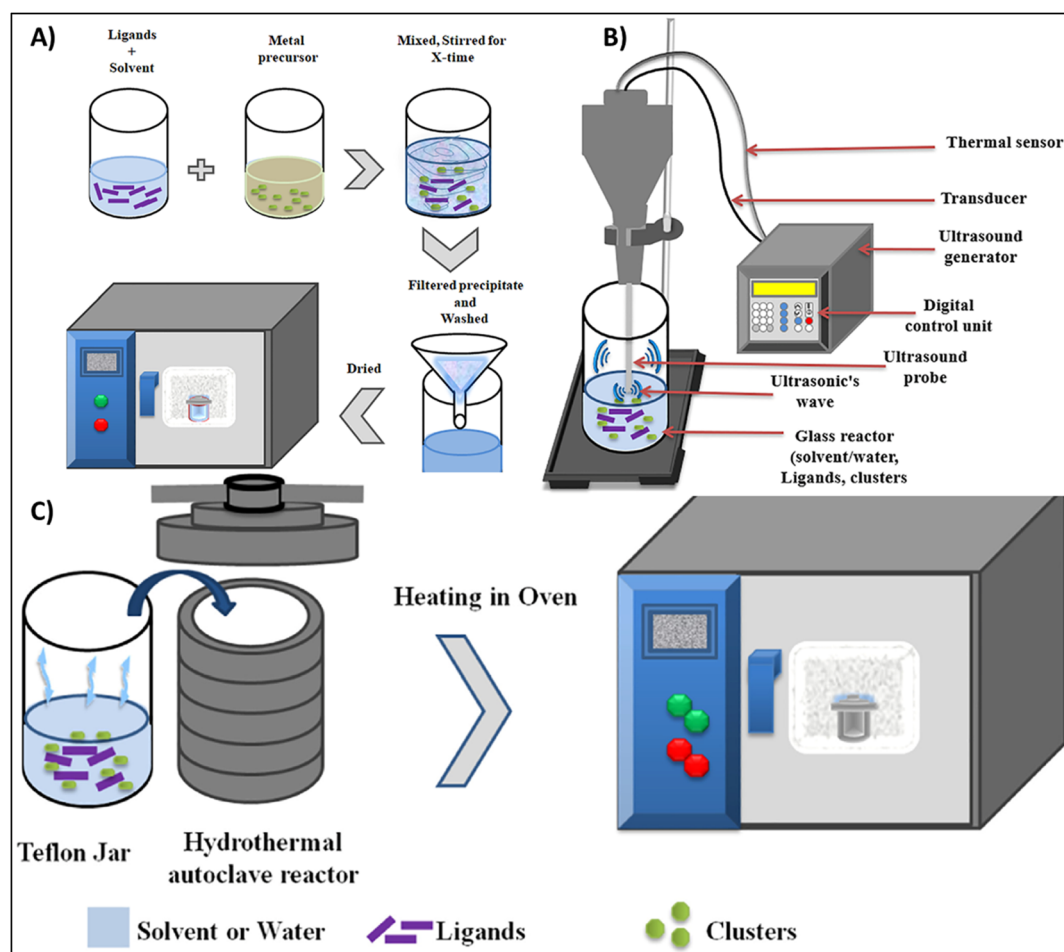 A)
Ligands
+
Solvent
Metal
precursor
Mixed, Stirred for
X-time
Filtered precipitate
and
Washed
Dried
B)
Thermal sensor
Transducer
Ultrasound
generator
Digital
control unit
Ultrasound
probe
Ultrasonic's
wave
Glass reactor
(solvent/water,
Ligands, clusters
C)
Heating in Oven
Teflon Jar
Hydrothermal
autoclave reactor
Solvent or Water
Ligands
Clusters